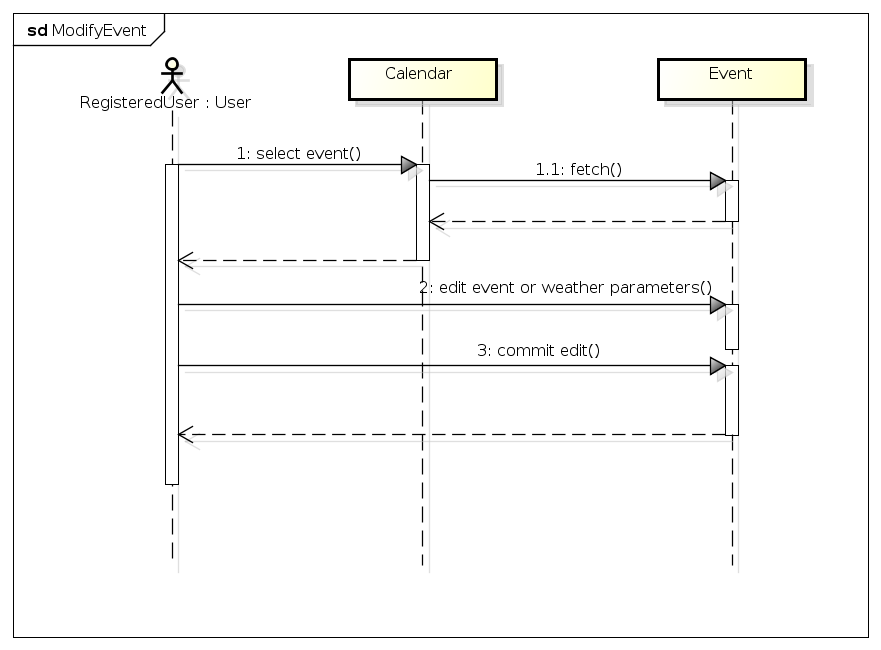 sd ModifyEvent
RegisteredUser : User
Calendar
Event
1: select event()
1.1: fetch()
2: edit event or weather parameters()
3: commit edit()